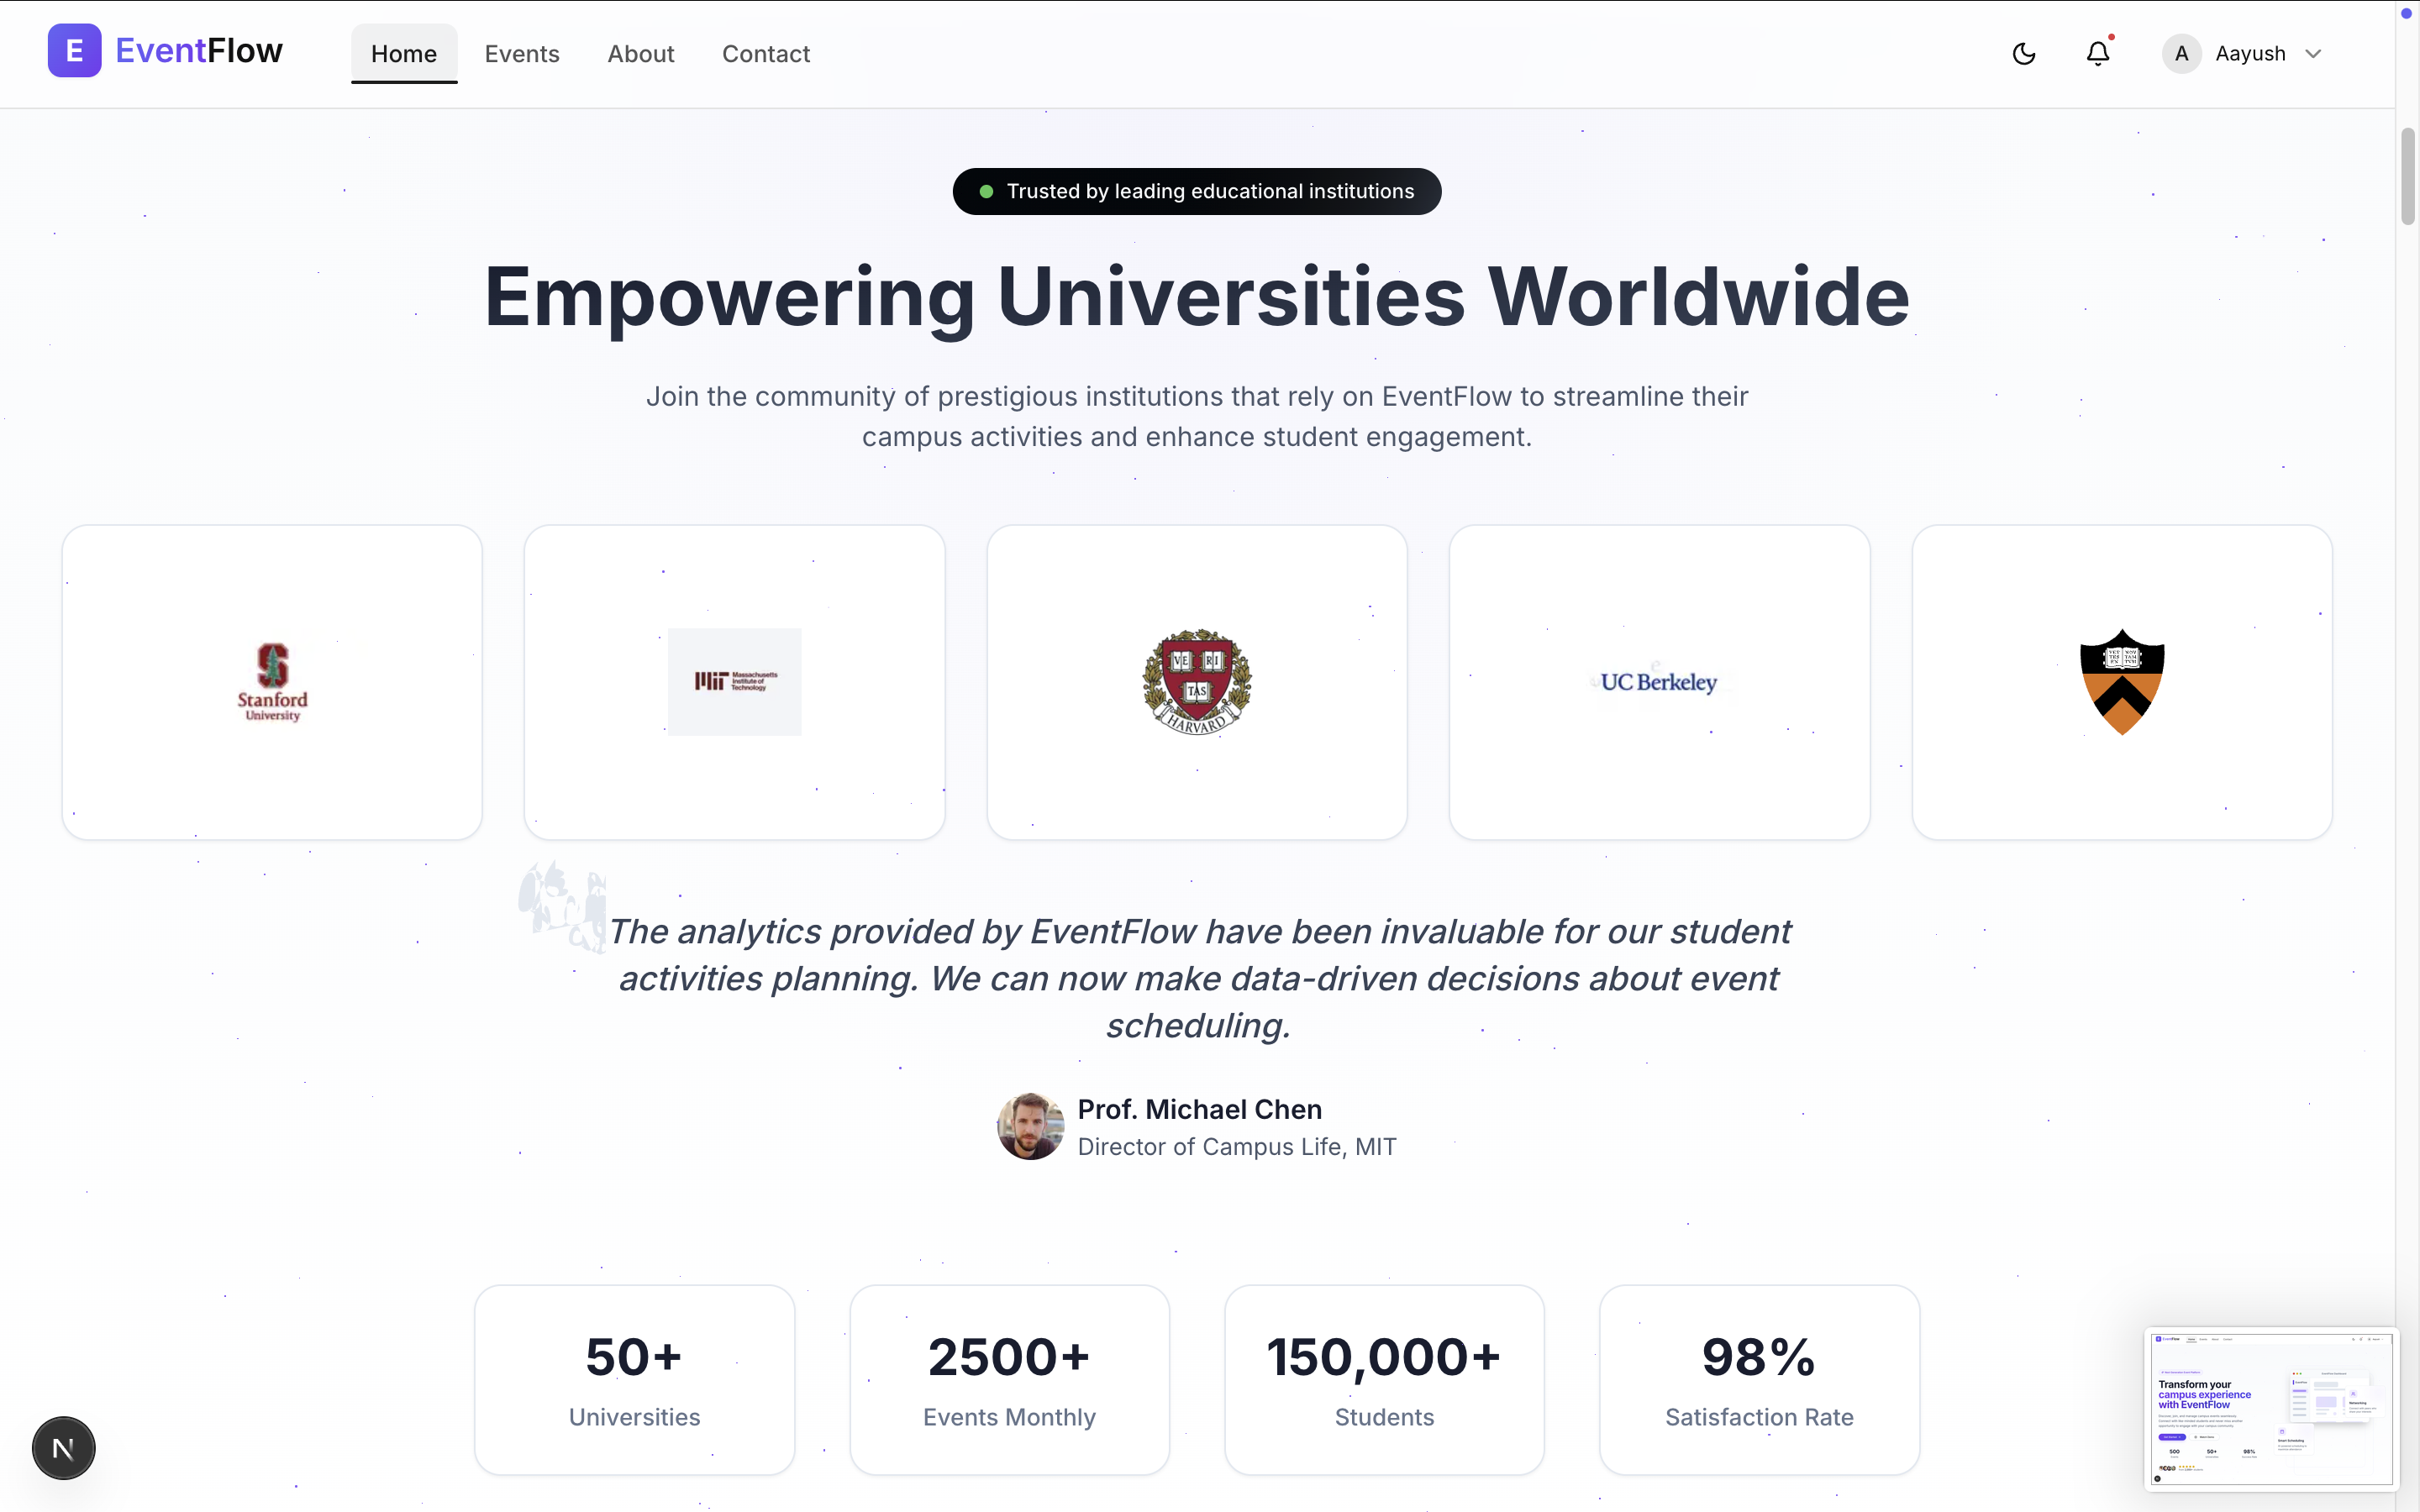 E EventFlow
Home
Events
About
Contact
A Aayush
Trusted by leading educational institutions
Empowering Universities Worldwide
Join the community of prestigious institutions that rely on EventFlow to streamline their
campus activities and enhance student engagement.
Stanford
University
MIT
Massachusetts
Institute of
Technology
VE RI
TAS
HARVARD
UC Berkeley
The analytics provided by EventFlow have been invaluable for our student
activities planning. We can now make data-driven decisions about event
scheduling.
Prof. Michael Chen
Director of Campus Life, MIT
50+
Universities
2500+
Events Monthly
150,000+
Students
98%
Satisfaction Rate
N
Transform your
campus experience
with EventFlow
500
50+
98%